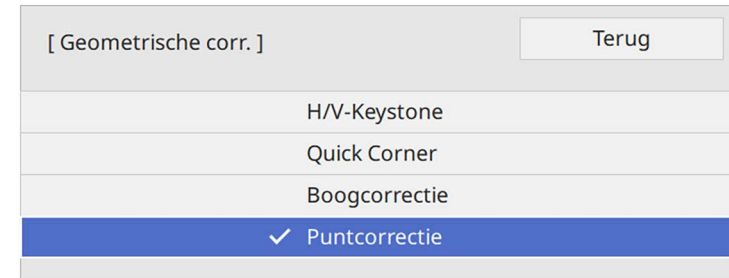 [ Geometrische corr. ]
Terug
H/V-Keystone
Quick Corner
Boogcorrectie
Puntcorrectie